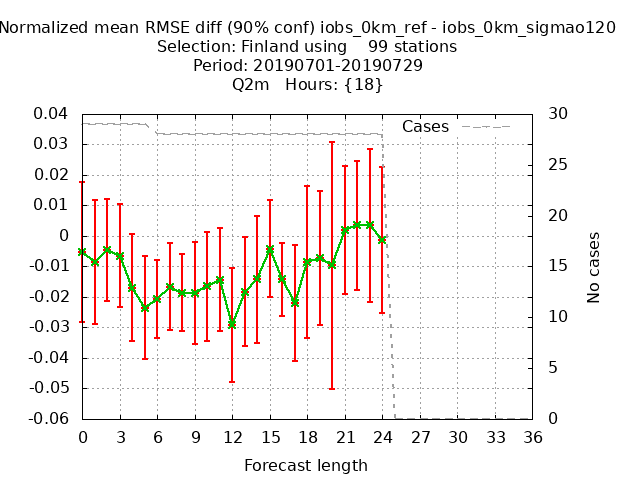 Normalized mean RMSE diff (90% conf) iobs_0km_ref - iobs_0km_sigmao120
Selection: Finland using    99 stations
Period: 20190701-20190729
Q2m   Hours: {18}
Cases
0.04
0.03
0.02
0.01
0
-0.01
-0.02
-0.03
-0.04
-0.05
-0.06
30
25
20
15
10
5
0
No cases
0 3 6 9 12 15 18 21 24 27 30 33 36
Forecast length